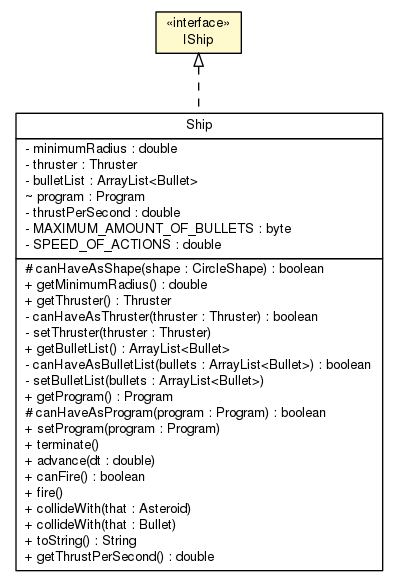 «interface»
IShip
Ship
- minimumRadius : double
- thruster : Thruster
- bulletList : ArrayList<Bullet>
~ program : Program
- thrustPerSecond : double
- MAXIMUM_AMOUNT_OF_BULLETS : byte
- SPEED_OF_ACTIONS : double
# canHaveAsShape(shape : CircleShape) : boolean
+ getMinimumRadius() : double
+ getThruster() : Thruster
- canHaveAsThruster(thruster : Thruster) : boolean
- setThruster(thruster : Thruster)
+ getBulletList() : ArrayList<Bullet>
- canHaveAsBulletList(bullets : ArrayList<Bullet>) : boolean
- setBulletList(bullets : ArrayList<Bullet>)
+ getProgram() : Program
# canHaveAsProgram(program : Program) : boolean
+ setProgram(program : Program)
+ terminate()
+ advance(dt : double)
+ canFire() : boolean
+ fire()
+ collideWith(that : Asteroid)
+ collideWith(that : Bullet)
+ toString() : String
+ getThrustPerSecond() : double